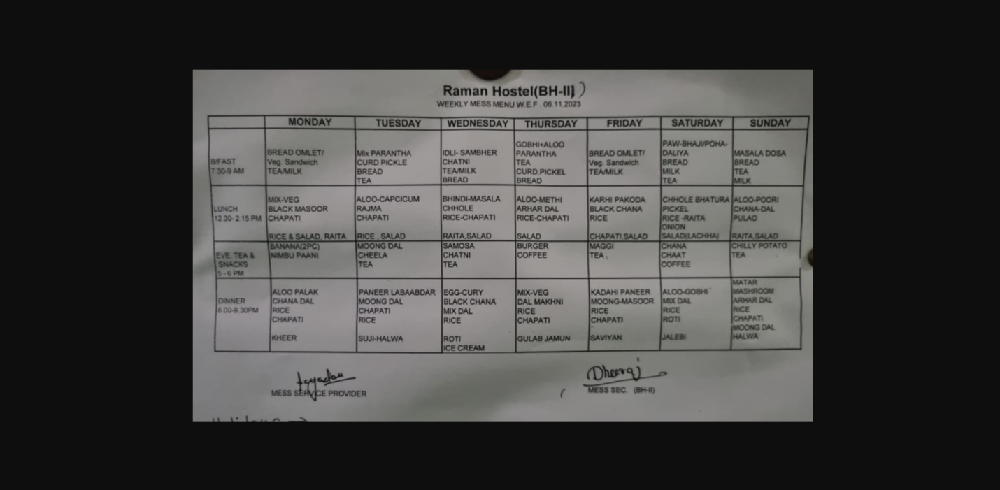 Raman Hostel(BH-II)
WEEKLY MESS MENU W.E.F . 06.11.2023
MONDAY TUESDAY WEDNESDAY THURSDAY FRIDAY SATURDAY SUNDAY
B/FAST
7.30-9 AM
BREAD OMLET/
Veg. Sandwich
TEA/MILK
MIx PARANTHA
CURD PICKLE
BREAD
TEA
IDLI- SAMBHER
CHATNI
TEA/MILK
BREAD
GOBHI+ALOO
PARANTHA
TEA
CURD,PICKEL
BREAD
BREAD OMLET/
Veg. Sandwich
TEA/MILK
PAW-BHAJI/POHA-
DALIYA
BREAD
MILK
TEA
MASALA DOSA
BREAD
TEA
MILK
LUNCH
12.30- 2.15 PM
MIX-VEG
BLACK MASOOR
CHAPATI
RICE & SALAD, RAITA
ALOO-CAPCICUM
RAJMA
CHAPATI
RICE , SALAD
BHINDI-MASALA
CHHOLE
RICE-CHAPATI
RAITA,SALAD
ALOO-METHI
ARHAR DAL
RICE-CHAPATI
SALAD
KARHI PAKODA
BLACK CHANA
RICE
CHAPATI,SALAD
CHHOLE BHATURA
PICKEL
RICE -RAITA
ONION
SALAD(LACHHA)
ALOO-POORI
CHANA-DAL
PULAO
RAITA,SALAD
EVE. TEA &
SNACKS
5 - 6 PM
BANANA(2PC)
NIMBU PAANI
MOONG DAL
CHEELA
TEA
SAMOSA
CHATNI
TEA
BURGER
COFFEE
MAGGI
TEA
CHANA
CHAAT
COFFEE
CHILLY POTATO
TEA
DINNER
8.00-9.30PM
ALOO PALAK
CHANA DAL
RICE
CHAPATI
KHEER
PANEER LABAABDAR
MOONG DAL
CHAPATI
RICE
SUJI-HALWA
EGG-CURY
BLACK CHANA
MIX DAL
RICE
ROTI
ICE CREAM
MIX-VEG
DAL MAKHNI
RICE
CHAPATI
GULAB JAMUN
KADAHI PANEER
MOONG-MASOOR
RICE
CHAPATI
SAVIYAN
ALOO-GOBHI
MIX DAL
RICE
ROTI
JALEBI
MATAR
MASHROOM
ARHAR DAL
RICE
CHAPATI
MOONG DAL
HALWA
Dheeraj
MESS SERVICE PROVIDER
MESS SEC. (BH-II)